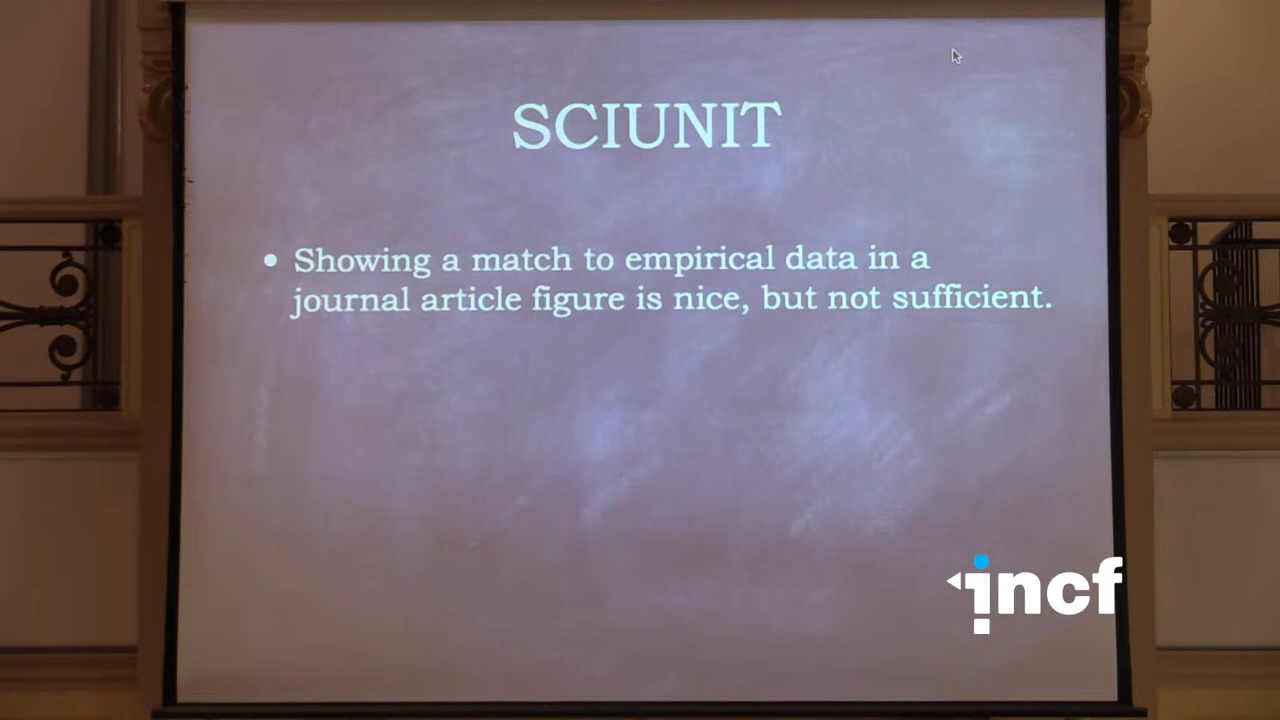 SCIUNIT
• Showing a match to empirical data in a
journal article figure is nice, but not sufficient.
incf